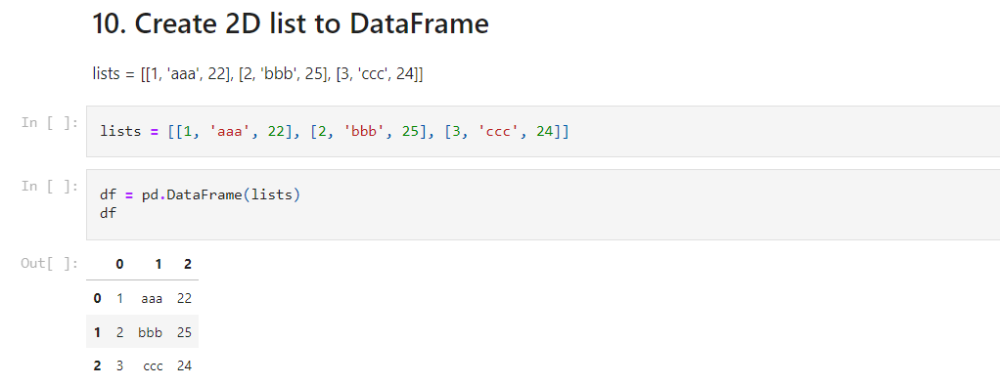 10. Create 2D list to DataFrame
lists = [[1, 'aaa', 22], [2, 'bbb', 25], [3, 'ccc', 24]]
In [ ]: lists = [[1, 'aaa', 22], [2, 'bbb', 25], [3, 'ccc', 24]]
In [ ]: df = pd.DataFrame(lists)
df
Out[ ]: 0 1 2
0 1 aaa 22
1 2 bbb 25
2 3 ccc 24